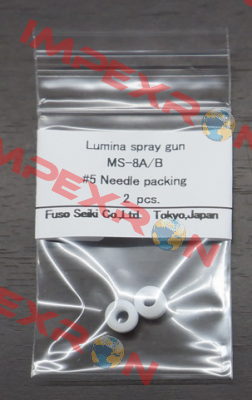 Lumina spray gun
MS-8A/B
#5 Needle packing
2 pcs.
Fuso Seiki Co.,Ltd. Tokyo,Japan
IMPEXRON
IMPEXRON